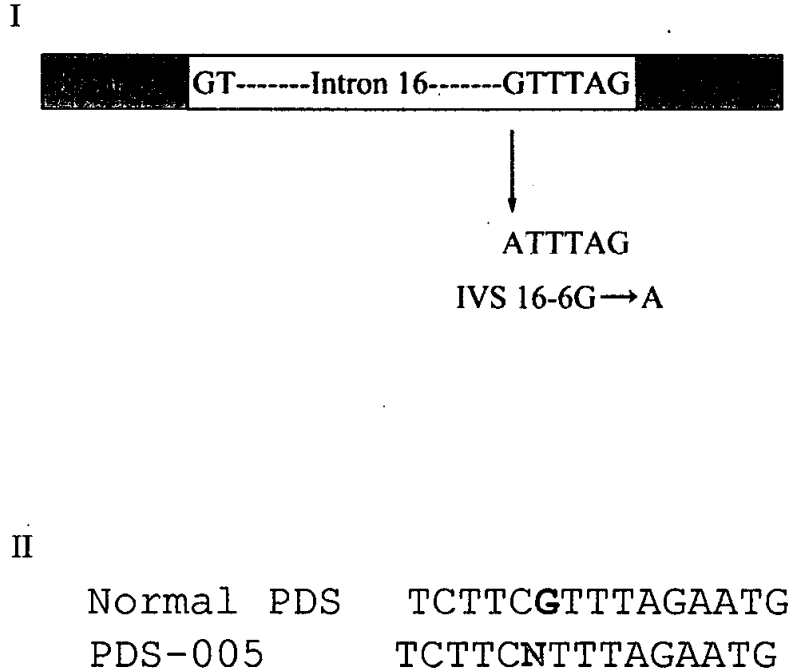 I
GT-------Intron 16-------GTTTAG
ATTTAG
IVS 16-6G→A
II
Normal PDS TCTTCGTTTAGAATG
PDS-005 TCTTCNTTTAGAATG